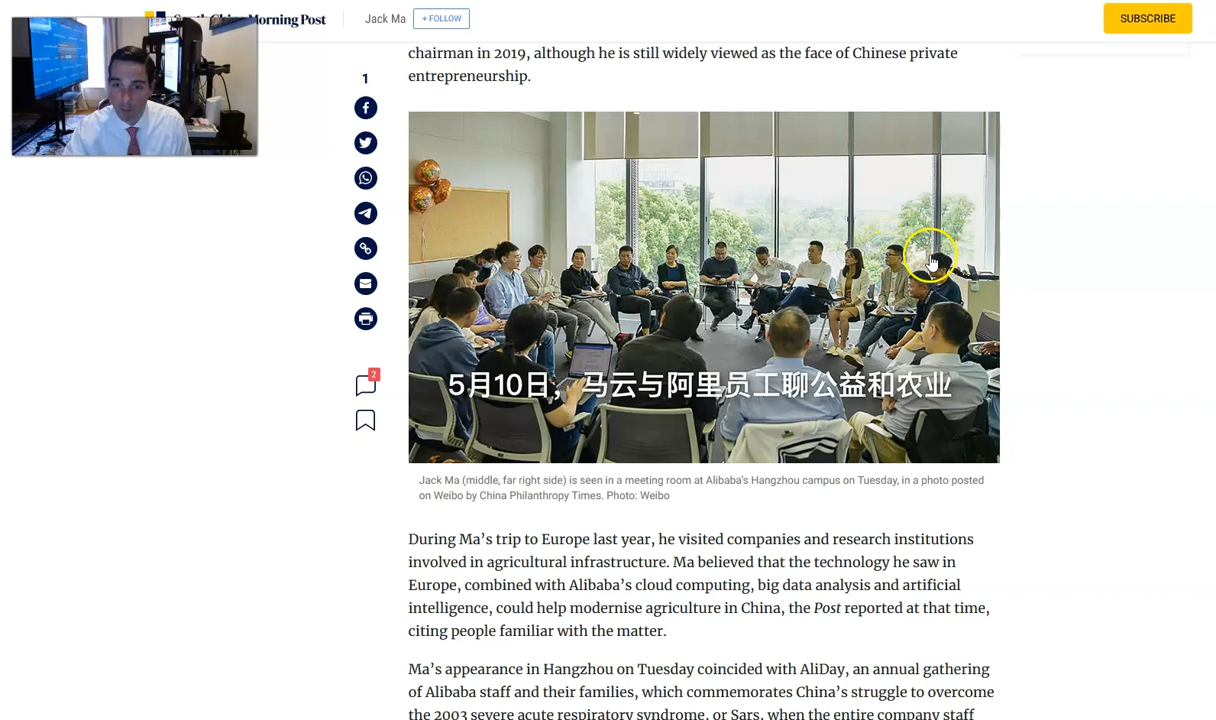 South China Morning Post
Jack Ma
+ FOLLOW
SUBSCRIBE
chairman in 2019, although he is still widely viewed as the face of Chinese private
entrepreneurship.
1
2
5月10日，马云与阿里员工聊公益和农业
Jack Ma (middle, far right side) is seen in a meeting room at Alibaba's Hangzhou campus on Tuesday, in a photo posted
on Weibo by China Philanthropy Times. Photo: Weibo
During Ma’s trip to Europe last year, he visited companies and research institutions
involved in agricultural infrastructure. Ma believed that the technology he saw in
Europe, combined with Alibaba’s cloud computing, big data analysis and artificial
intelligence, could help modernise agriculture in China, the Post reported at that time,
citing people familiar with the matter.
Ma’s appearance in Hangzhou on Tuesday coincided with AliDay, an annual gathering
of Alibaba staff and their families, which commemorates China’s struggle to overcome
the 2003 severe acute respiratory syndrome, or Sars, when the entire company staff